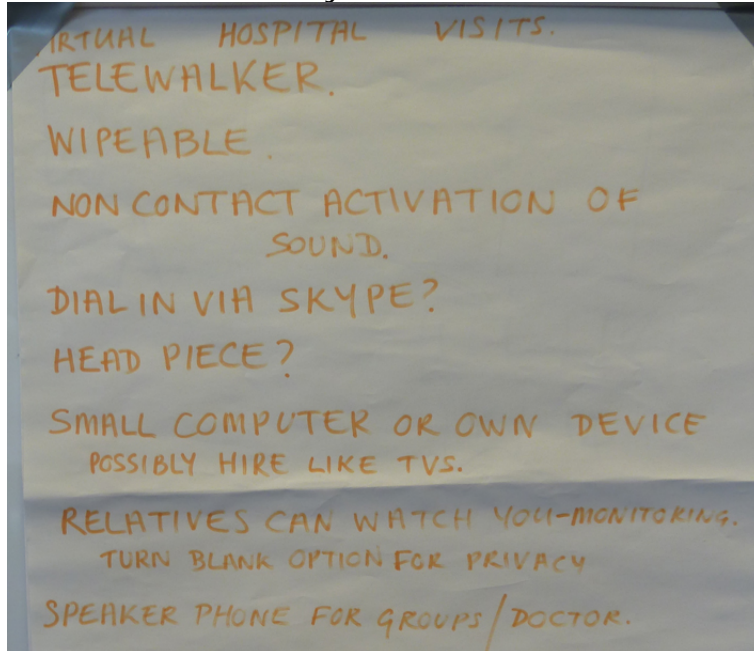 IRTUAL HOSPITAL VISITS.
TELEWALKER.
WIPEABLE.
NON CONTACT ACTIVATION OF
SOUND.
DIAL IN VIA SKYPE?
HEAD PIECE?
SMALL COMPUTER OR OWN DEVICE
POSSIBLY HIRE LIKE TVS.
RELATIVES CAN WATCH YOU-MONITORING.
TURN BLANK OPTION FOR PRIVACY
SPEAKER PHONE FOR GROUPS/DOCTOR.